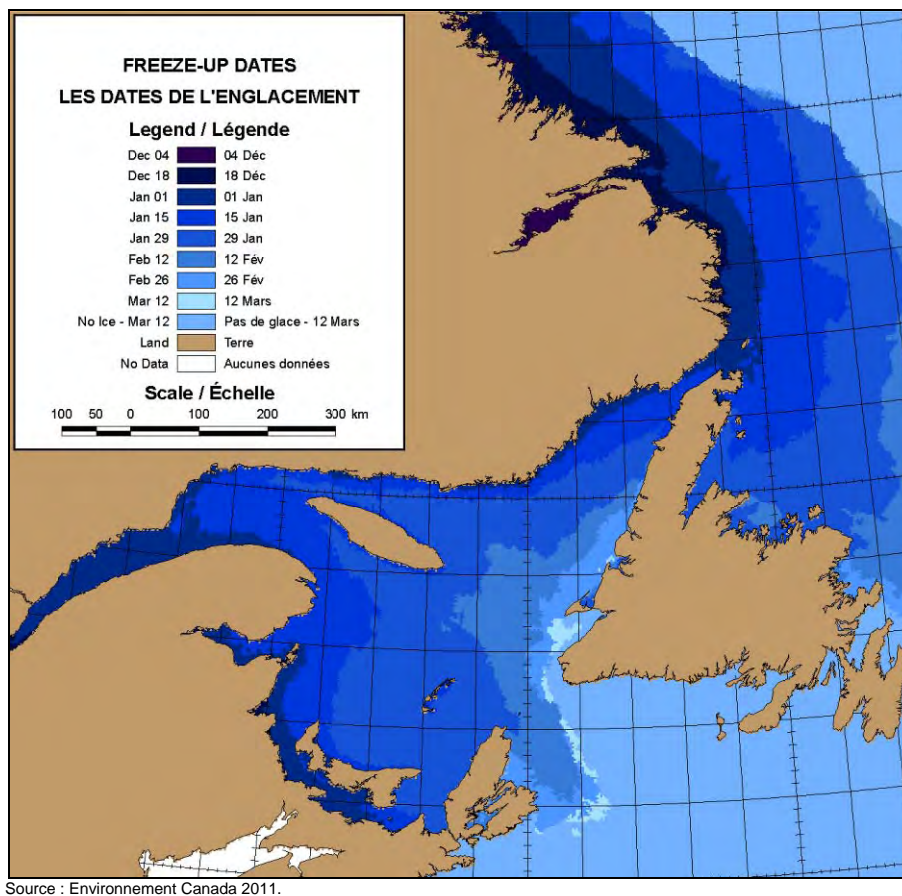 FREEZE-UP DATES
LES DATES DE L'ENGLACEMENT
Legend / Légende
Dec 04 04 Déc
Dec 18 18 Déc
Jan 01 01 Jan
Jan 15 15 Jan
Jan 29 29 Jan
Feb 12 12 Fév
Feb 26 26 Fév
Mar 12 12 Mars
No Ice - Mar 12 Pas de glace - 12 Mars
Land Terre
No Data Aucunes données
Scale / Échelle
100 50 0 100 200 300 km
Source : Environnement Canada 2011.